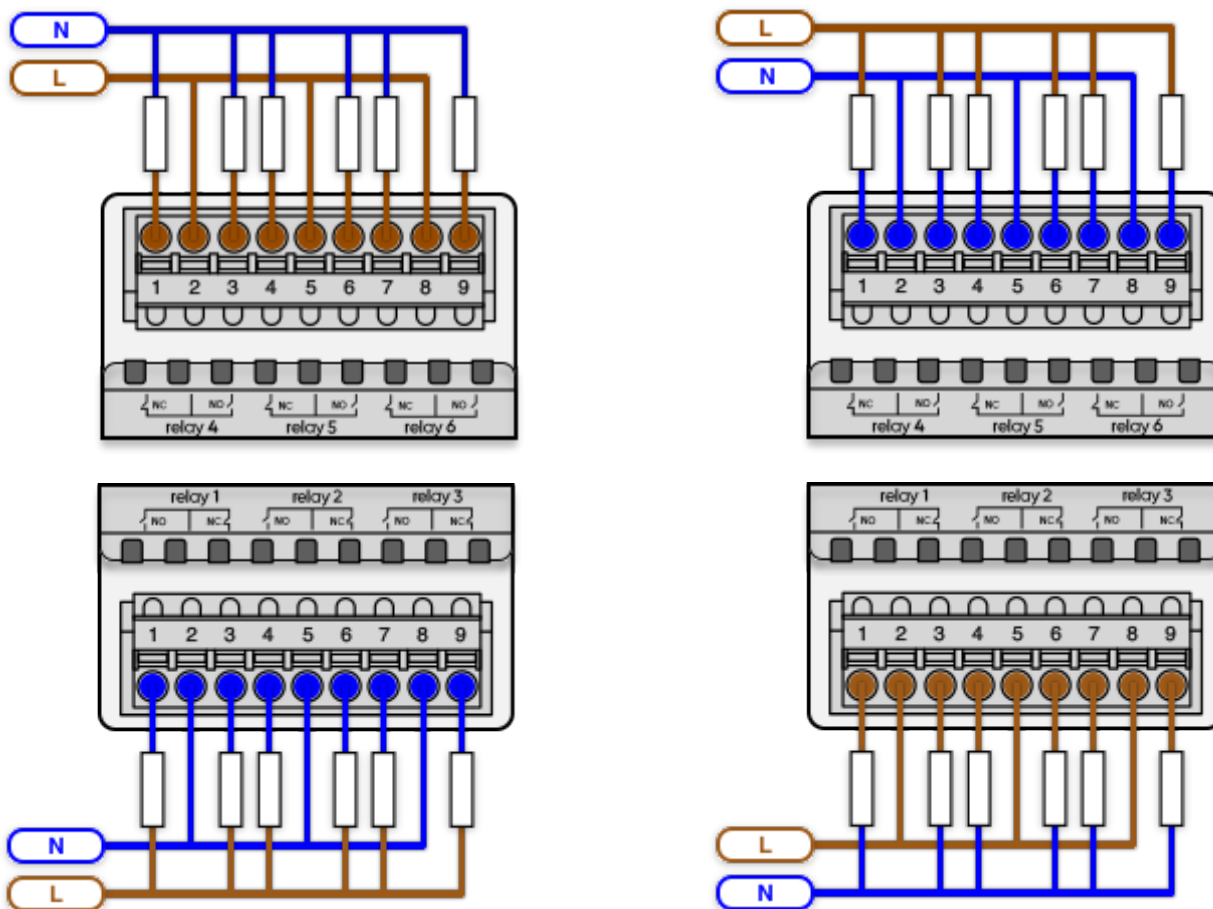 N
L
1 2 3 4 5 6 7 8 9
NC NO NC NO NC NO
relay 4 relay 5 relay 6
L
N
1 2 3 4 5 6 7 8 9
NC NO NC NO NC NO
relay 4 relay 5 relay 6
relay 1 relay 2 relay 3
NO NC NO NC NO NC
1 2 3 4 5 6 7 8 9
N
L
relay 1 relay 2 relay 3
NO NC NO NC NO NC
1 2 3 4 5 6 7 8 9
L
N